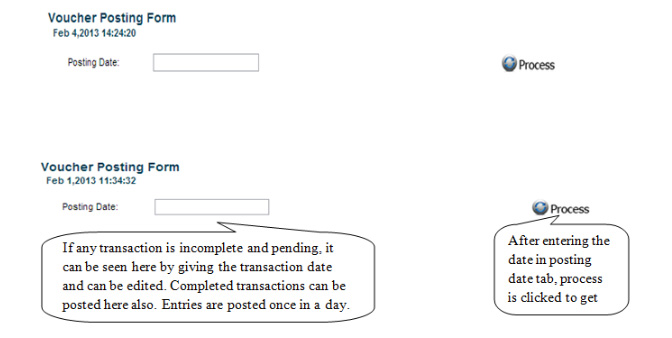 Voucher Posting Form
Feb 4,2013 14:24:20
Posting Date:
Process
Voucher Posting Form
Feb 1,2013 11:34:32
Posting Date:
Process
If any transaction is incomplete and pending, it
can be seen here by giving the transaction date
and can be edited. Completed transactions can be
posted here also. Entries are posted once in a day.
After entering the
date in posting
date tab, process
is clicked to get